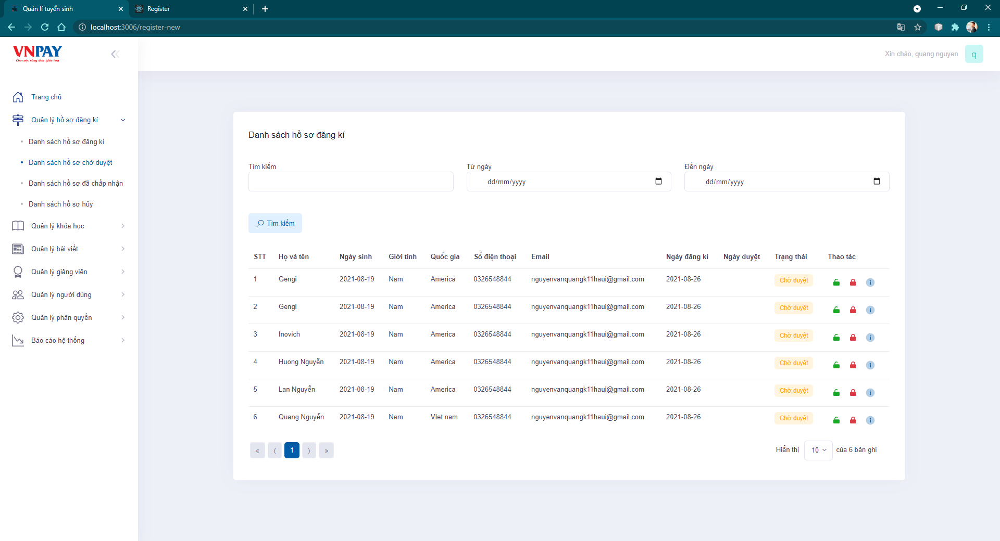 Quản lí tuyển sinh
Register
localhost:3006/register-new
VNPAY
Cho cuộc sống đơn giản hơn
Xin chào, quang nguyen
q
Trang chủ
Quản lý hồ sơ đăng kí
Danh sách hồ sơ đăng kí
Danh sách hồ sơ chờ duyệt
Danh sách hồ sơ đã chấp nhận
Danh sách hồ sơ hủy
Quản lý khóa học
Quản lý bài viết
Quản lý giảng viên
Quản lý người dùng
Quản lý phân quyền
Báo cáo hệ thống
Danh sách hồ sơ đăng kí
Tìm kiếm Từ ngày Đến ngày
dd/mm/yyyy dd/mm/yyyy
Tìm kiếm
STT Họ và tên Ngày sinh Giới tính Quốc gia Số điện thoại Email Ngày đăng kí Ngày duyệt Trạng thái Thao tác
1 Gengi 2021-08-19 Nam America 0326548844 nguyenvanquangk11haui@gmail.com 2021-08-26 Chờ duyệt
2 Gengi 2021-08-19 Nam America 0326548844 nguyenvanquangk11haui@gmail.com 2021-08-26 Chờ duyệt
3 Inovich 2021-08-19 Nam America 0326548844 nguyenvanquangk11haui@gmail.com 2021-08-26 Chờ duyệt
4 Huong Nguyễn 2021-08-19 Nam America 0326548844 nguyenvanquangk11haui@gmail.com 2021-08-26 Chờ duyệt
5 Lan Nguyễn 2021-08-19 Nam America 0326548844 nguyenvanquangk11haui@gmail.com 2021-08-26 Chờ duyệt
6 Quang Nguyễn 2021-08-19 Nam VIet nam 0326548844 nguyenvanquangk11haui@gmail.com 2021-08-26 Chờ duyệt
« ⟨ 1 ⟩ » Hiển thị 10 của 6 bản ghi